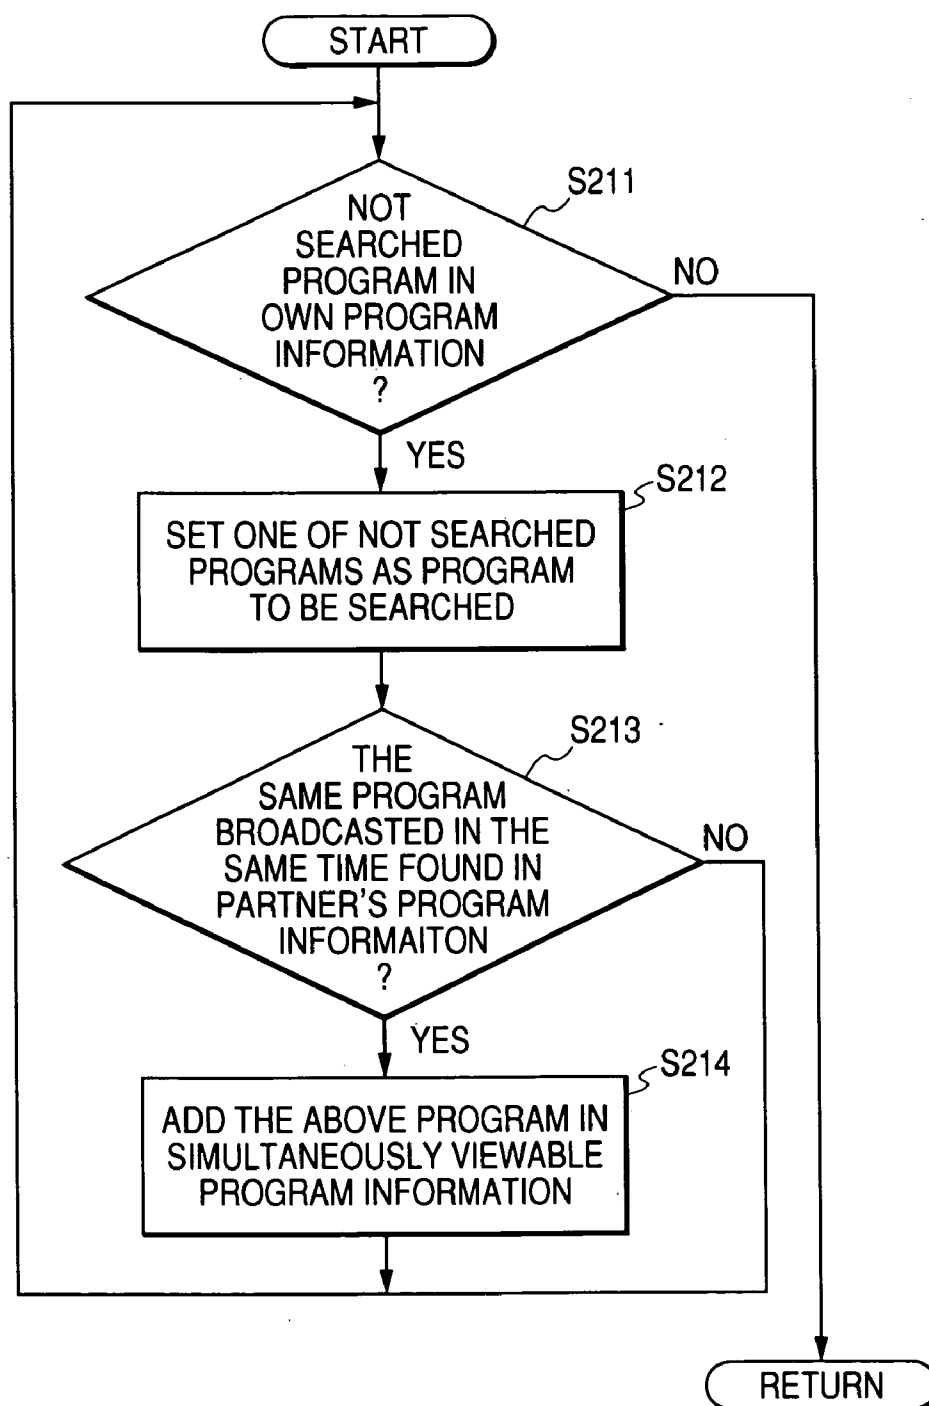 START
S211
NOT
SEARCHED
PROGRAM IN
OWN PROGRAM
INFORMATION
?
NO
YES
S212
SET ONE OF NOT SEARCHED
PROGRAMS AS PROGRAM
TO BE SEARCHED
S213
THE
SAME PROGRAM
BROADCASTED IN THE
SAME TIME FOUND IN
PARTNER'S PROGRAM
INFORMAITON
?
NO
YES
S214
ADD THE ABOVE PROGRAM IN
SIMULTANEOUSLY VIEWABLE
PROGRAM INFORMATION
RETURN